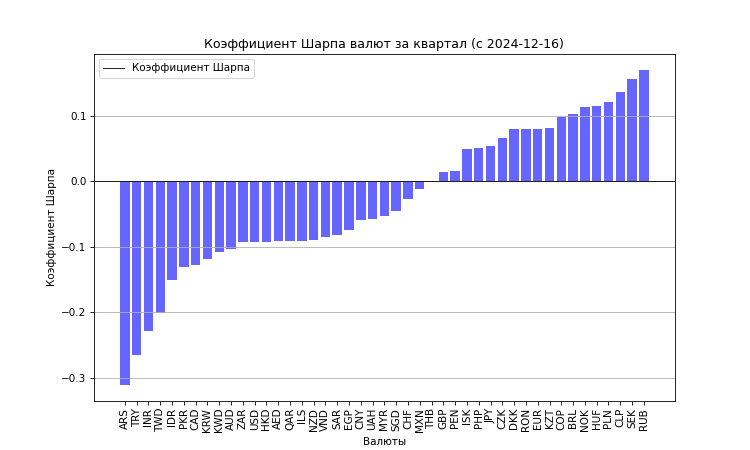 Коэффициент Шарпа валют за квартал (с 2024-12-16)
Коэффициент Шарпа
Коэффициент Шарпа
0.1
0.0
−0.1
−0.2
−0.3
ARS
TRY
INR
TWD
IDR
PKR
CAD
KRW
KWD
AUD
ZAR
USD
HKD
AED
QAR
ILS
NZD
VND
SAR
EGP
CNY
UAH
MYR
SGD
CHF
MXN
THB
GBP
PEN
ISK
PHP
JPY
CZK
DKK
RON
EUR
KZT
COP
BRL
NOK
HUF
PLN
CLP
SEK
RUB
Валюты